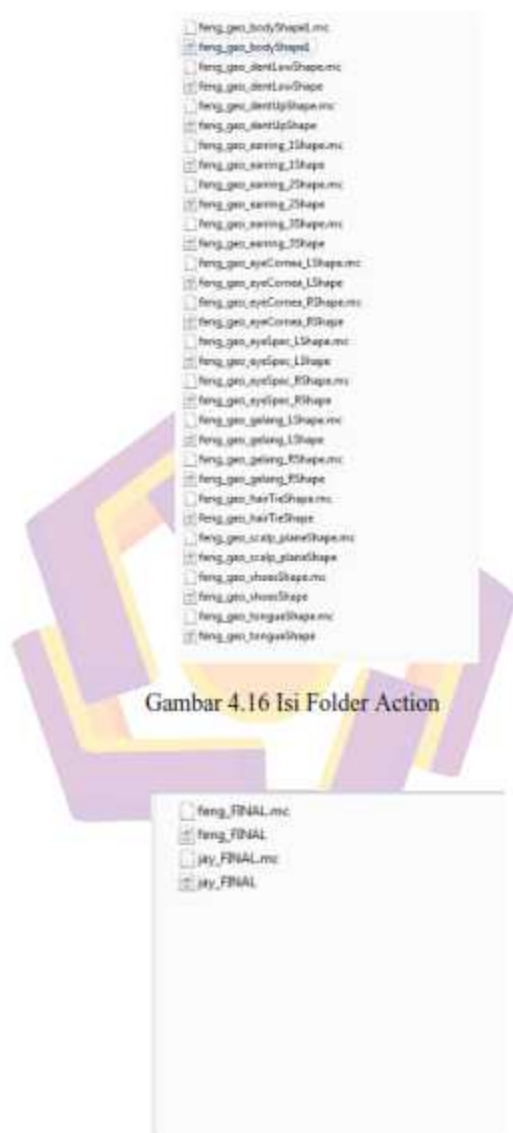 feng_geo_bodyShape1.mc
feng_geo_bodyShape1
feng_geo_dentLowShape.mc
feng_geo_dentLowShape
feng_geo_dentUpShape.mc
feng_geo_dentUpShape
feng_geo_earring_1Shape.mc
feng_geo_earring_1Shape
feng_geo_earring_2Shape.mc
feng_geo_earring_2Shape
feng_geo_earring_3Shape.mc
feng_geo_earring_3Shape
feng_geo_eyeCornea_LShape.mc
feng_geo_eyeCornea_LShape
feng_geo_eyeCornea_RShape.mc
feng_geo_eyeCornea_RShape
feng_geo_eyeSpec_LShape.mc
feng_geo_eyeSpec_LShape
feng_geo_eyeSpec_RShape.mc
feng_geo_eyeSpec_RShape
feng_geo_gelang_LShape.mc
feng_geo_gelang_LShape
feng_geo_gelang_RShape.mc
feng_geo_gelang_RShape
feng_geo_hairTieShape.mc
feng_geo_hairTieShape
feng_geo_scalp_planeShape.mc
feng_geo_scalp_planeShape
feng_geo_shoesShape.mc
feng_geo_shoesShape
feng_geo_tongueShape.mc
feng_geo_tongueShape
Gambar 4.16 Isi Folder Action
feng_FINAL.mc
feng_FINAL
jay_FINAL.mc
jay_FINAL